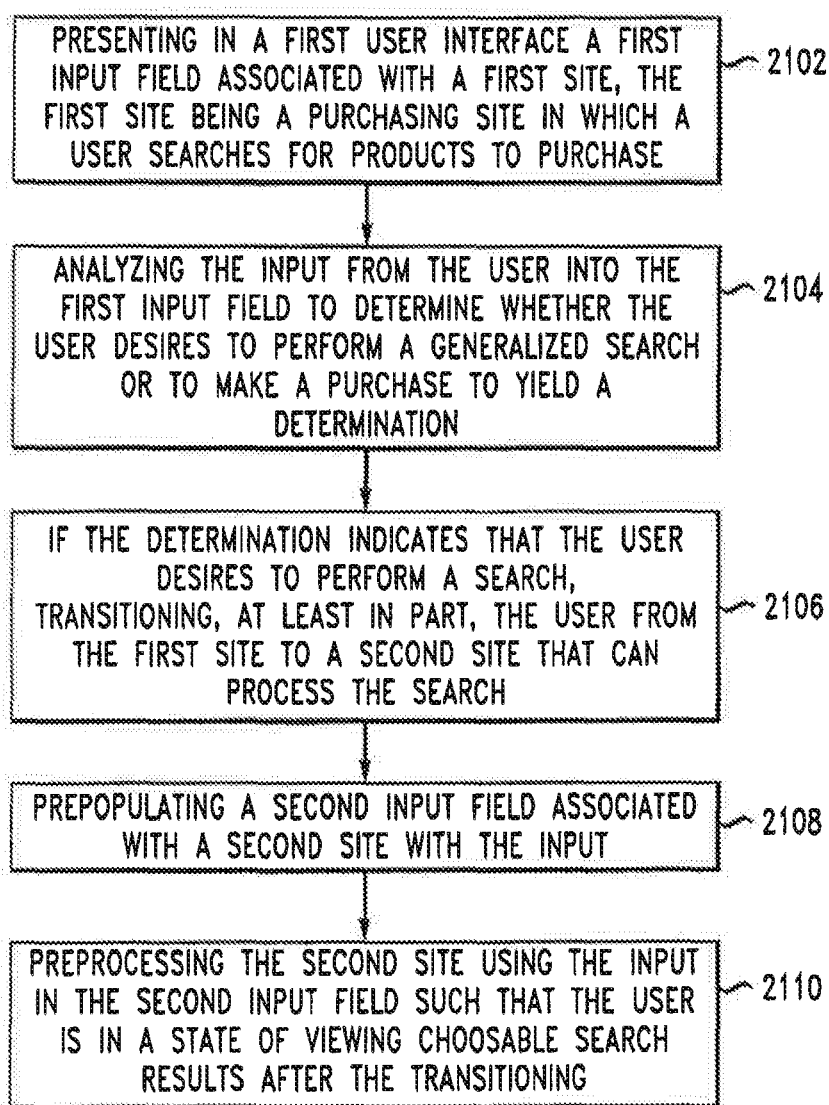 PRESENTING IN A FIRST USER INTERFACE A FIRST
INPUT FIELD ASSOCIATED WITH A FIRST SITE, THE
FIRST SITE BEING A PURCHASING SITE IN WHICH A
USER SEARCHES FOR PRODUCTS TO PURCHASE
2102
ANALYZING THE INPUT FROM THE USER INTO THE
FIRST INPUT FIELD TO DETERMINE WHETHER THE
USER DESIRES TO PERFORM A GENERALIZED SEARCH
OR TO MAKE A PURCHASE TO YIELD A
DETERMINATION
2104
IF THE DETERMINATION INDICATES THAT THE USER
DESIRES TO PERFORM A SEARCH,
TRANSITIONING, AT LEAST IN PART, THE USER FROM
THE FIRST SITE TO A SECOND SITE THAT CAN
PROCESS THE SEARCH
2106
PREPOPULATING A SECOND INPUT FIELD ASSOCIATED
WITH A SECOND SITE WITH THE INPUT
2108
PREPROCESSING THE SECOND SITE USING THE INPUT
IN THE SECOND INPUT FIELD SUCH THAT THE USER
IS IN A STATE OF VIEWING CHOOSABLE SEARCH
RESULTS AFTER THE TRANSITIONING
2110